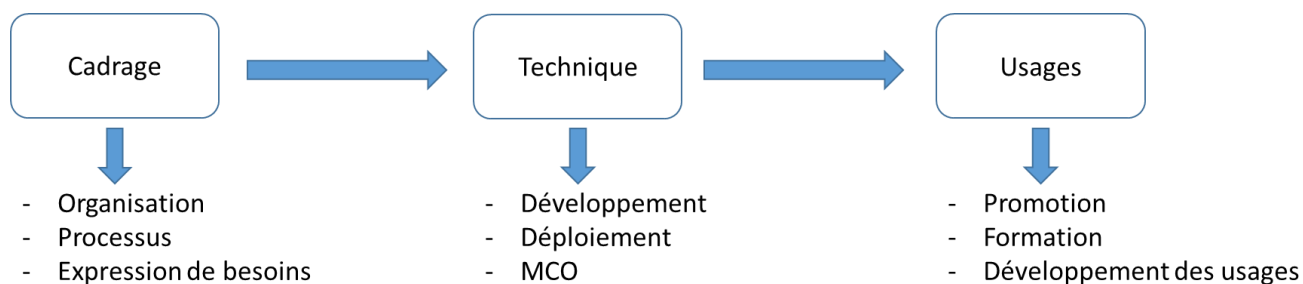 Cadrage
Technique
Usages
- Organisation
- Processus
- Expression de besoins
- Développement
- Déploiement
- MCO
- Promotion
- Formation
- Développement des usages